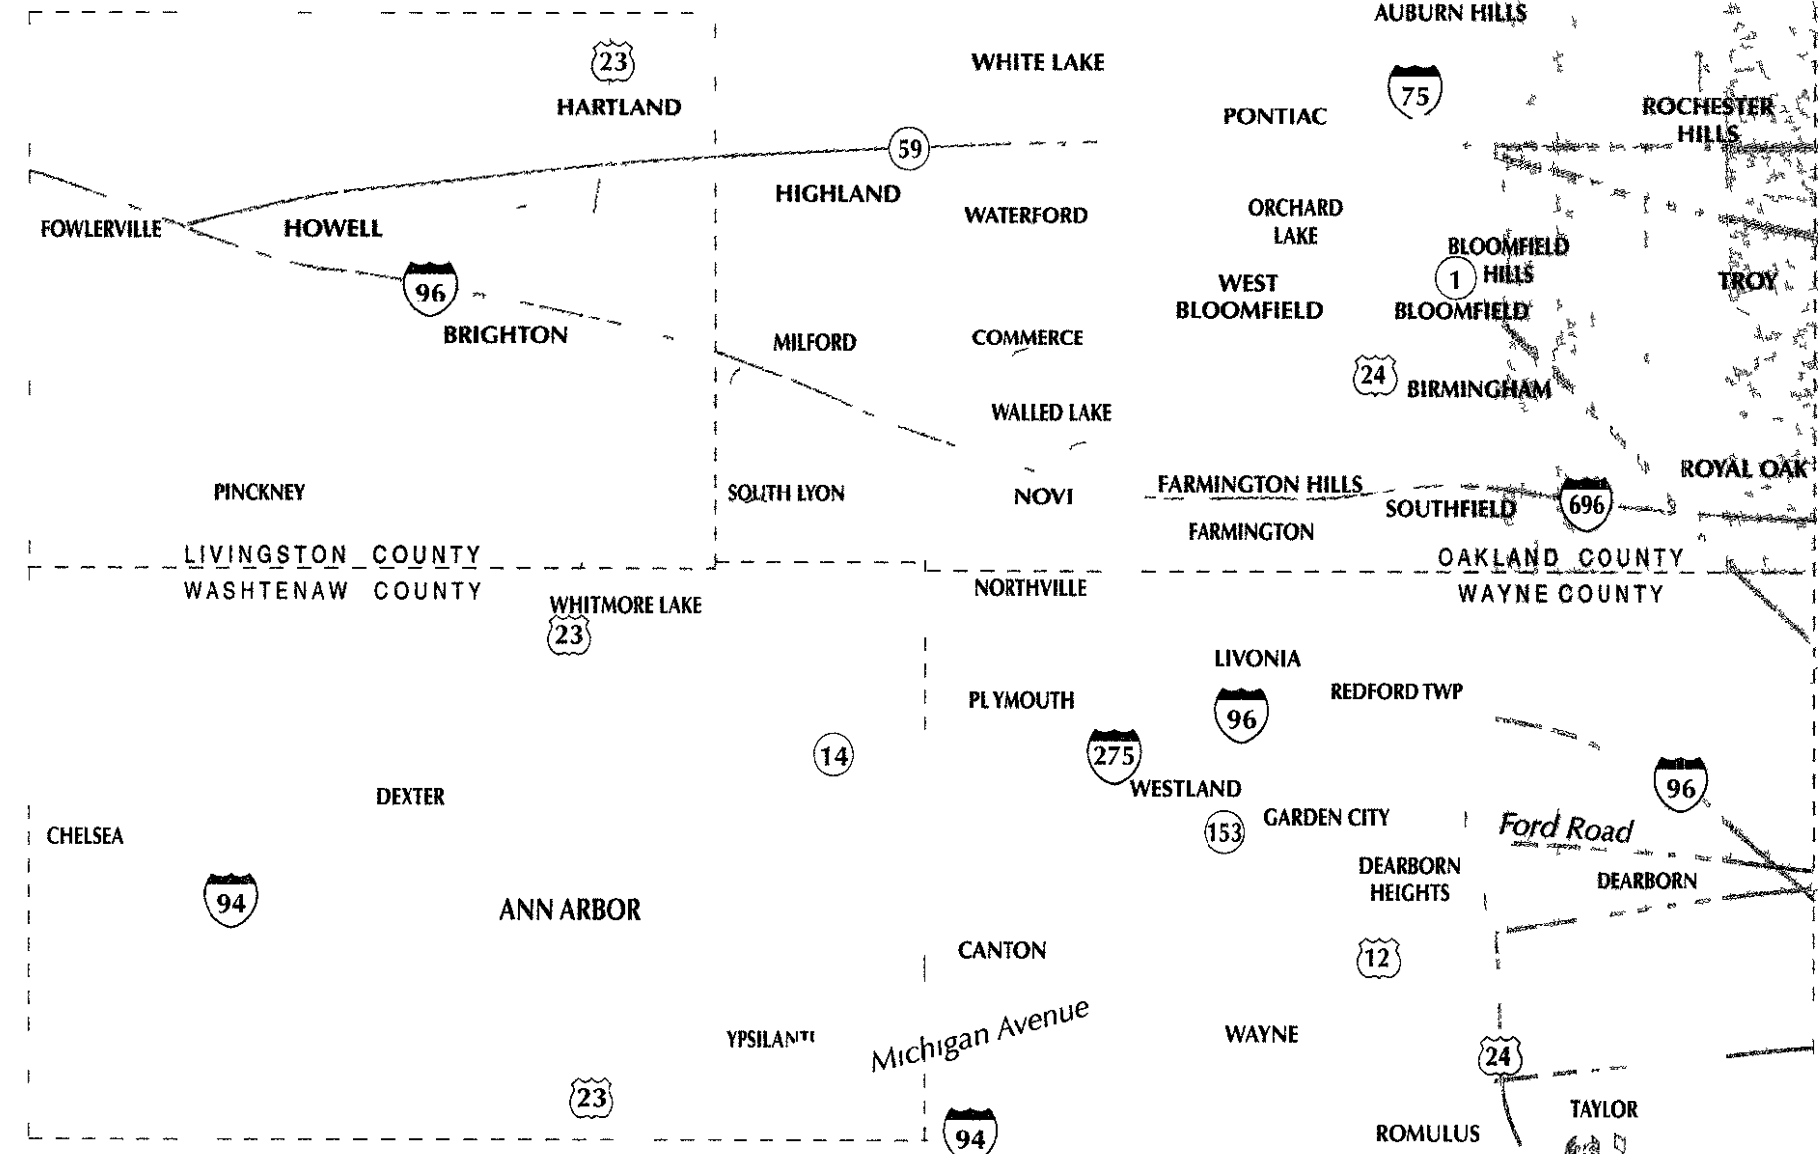 AUBURN HILLS
23
WHITE LAKE
75
HARTLAND
PONTIAC
ROCHESTER
HILLS
59
HIGHLAND
ORCHARD
LAKE
WATERFORD
FOWLERVILLE
HOWELL
BLOOMFIELD
HILLS
1
96
WEST
BLOOMFIELD
TROY
BLOOMFIELD
BRIGHTON
MILFORD
COMMERCE
24
BIRMINGHAM
WALLED LAKE
ROYAL OAK
PINCKNEY
SOUTH LYON
NOVI
FARMINGTON HILLS
SOUTHFIELD
696
FARMINGTON
LIVINGSTON COUNTY
OAKLAND COUNTY
WASHTENAW COUNTY
NORTHVILLE
WAYNE COUNTY
WHITMORE LAKE
23
LIVONIA
PLYMOUTH
REDFORD TWP
96
14
275
WESTLAND
96
DEXTER
CHELSEA
153
GARDEN CITY
Ford Road
DEARBORN
HEIGHTS
DEARBORN
94
ANN ARBOR
CANTON
12
YPSILANTI
Michigan Avenue
WAYNE
24
23
TAYLOR
94
ROMULUS